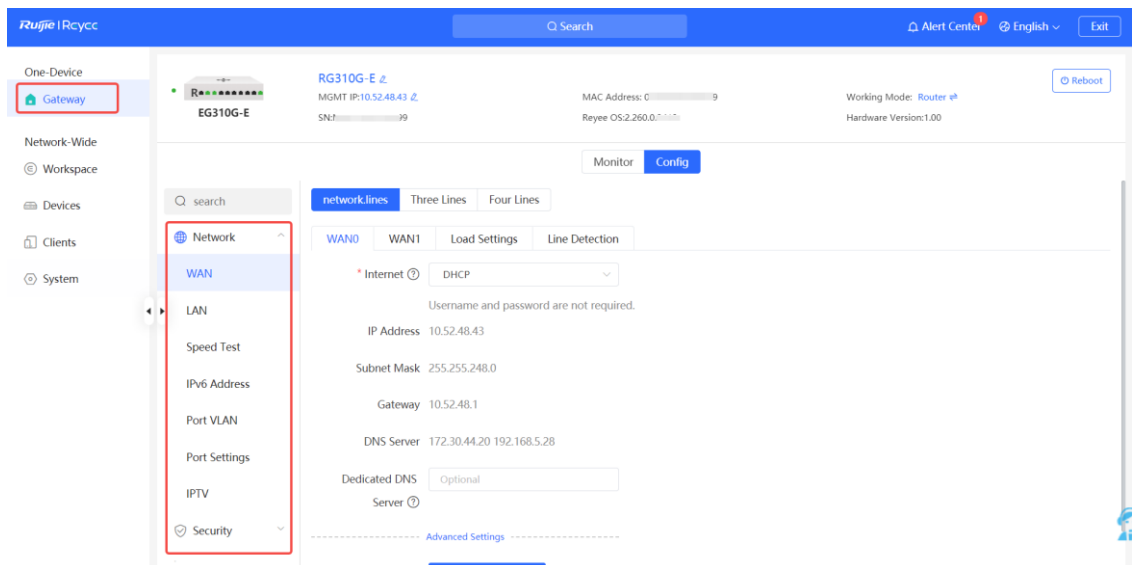 Ruijie | Rcycc
Search
Alert Center 1
English
Exit
One-Device
Gateway
Network-Wide
Workspace
Devices
Clients
System
EG310G-E
RG310G-E
MGMT IP:10.52.48.43
SN:
MAC Address:
Reyee OS:2.260.0.
Working Mode: Router
Hardware Version:1.00
Reboot
Monitor Config
search
Network
WAN
LAN
Speed Test
IPv6 Address
Port VLAN
Port Settings
IPTV
Security
network.lines Three Lines Four Lines
WAN0 WAN1 Load Settings Line Detection
* Internet DHCP
Username and password are not required.
IP Address 10.52.48.43
Subnet Mask 255.255.248.0
Gateway 10.52.48.1
DNS Server 172.30.44.20 192.168.5.28
Dedicated DNS Optional
Server
Advanced Settings